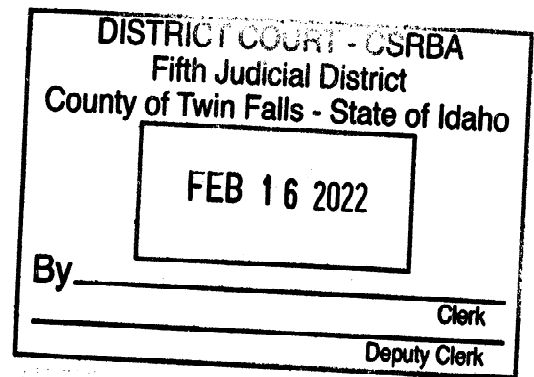 DISTRICT COURT - CSRBA
Fifth Judicial District
County of Twin Falls - State of Idaho
FEB 16 2022
By
Clerk
Deputy Clerk